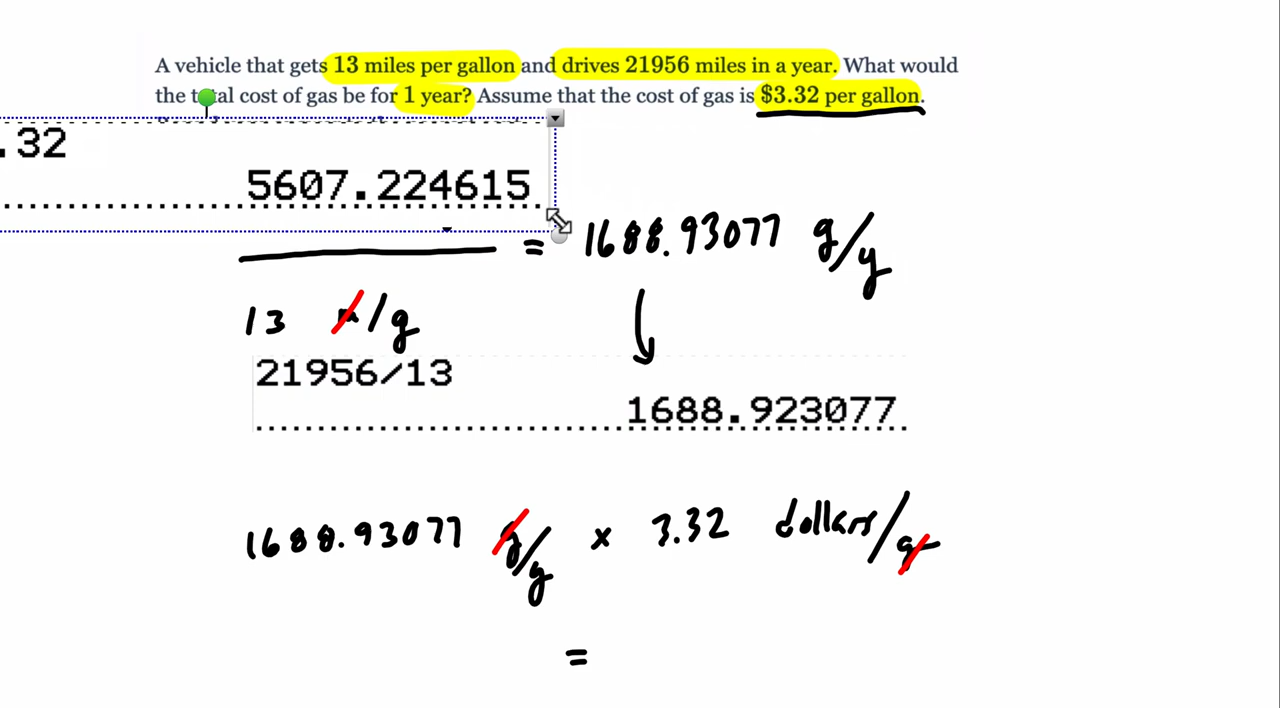 A vehicle that gets 13 miles per gallon and drives 21956 miles in a year. What would
the total cost of gas be for 1 year? Assume that the cost of gas is $3.32 per gallon.
.32
5607.224615
= 1688.93077 g/y
13 m/g
21956/13
1688.923077
1688.93077 g/y x 3.32 dollars/g
=